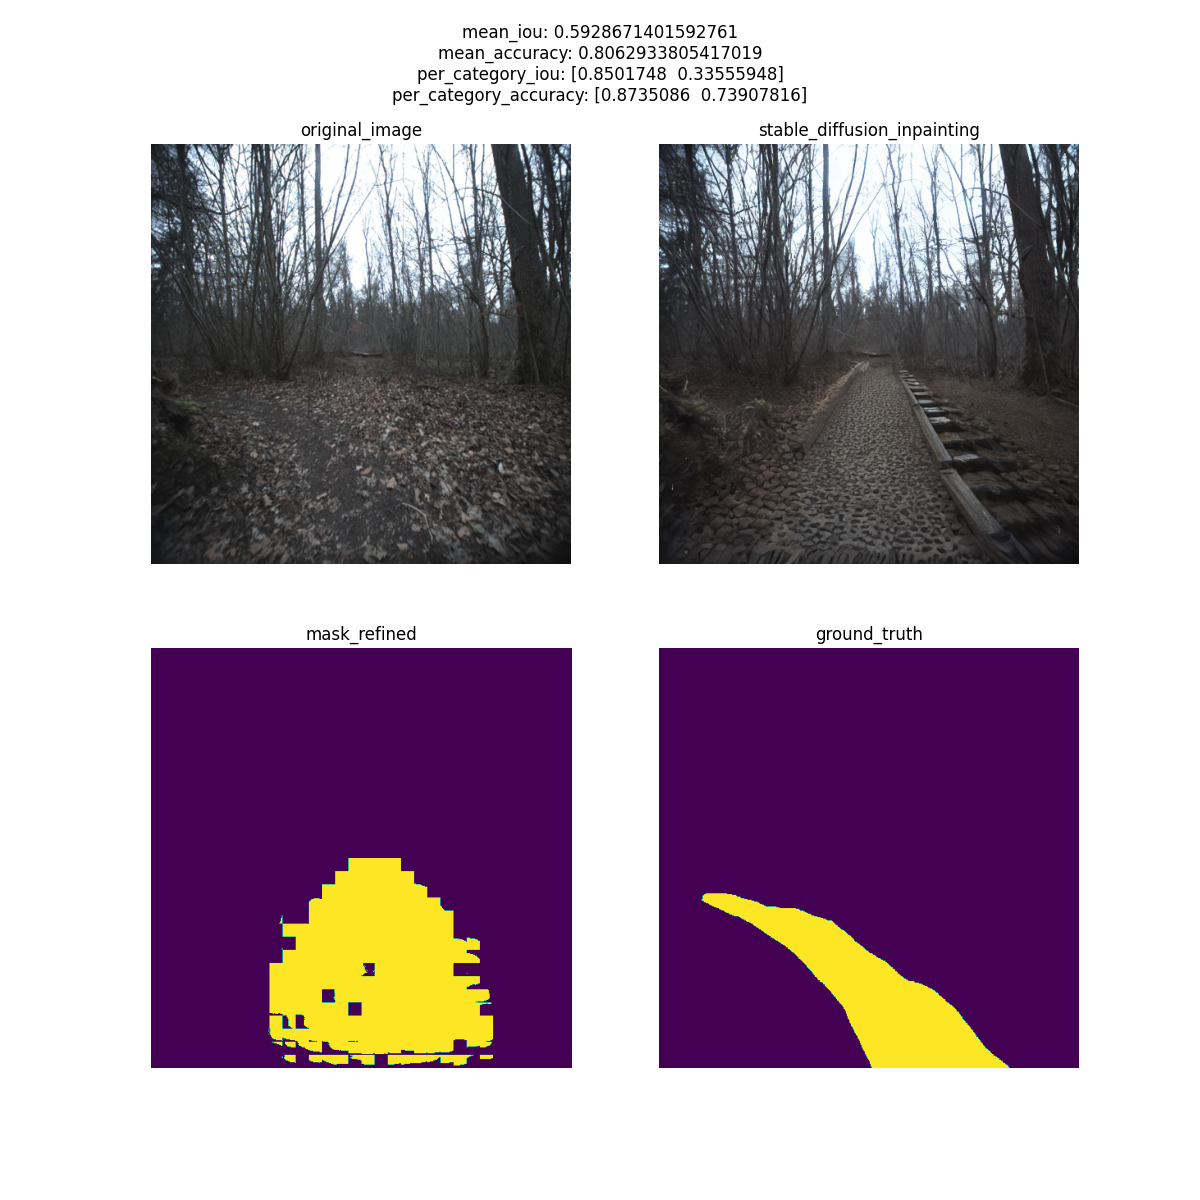 mean_iou: 0.5928671401592761
mean_accuracy: 0.8062933805417019
per_category_iou: [0.8501748  0.33555948]
per_category_accuracy: [0.8735086  0.73907816]
original_image
stable_diffusion_inpainting
mask_refined
ground_truth